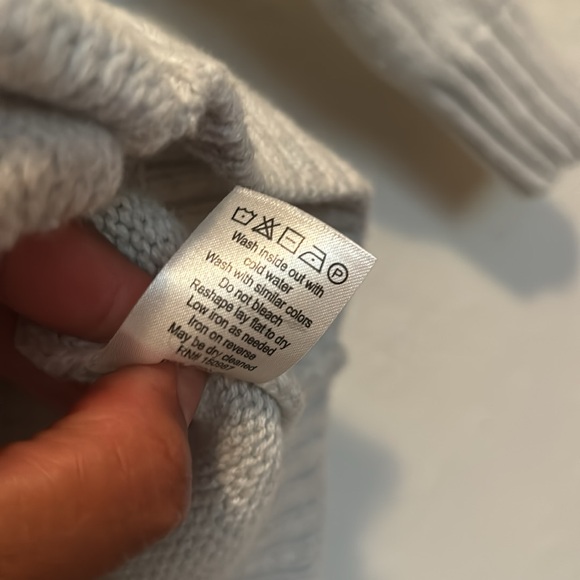 P
Wash inside out with
cold water
Wash with similar colors
Do not bleach
Reshape lay flat to dry
Low iron as needed
Iron on reverse
May be dry cleaned
RN#